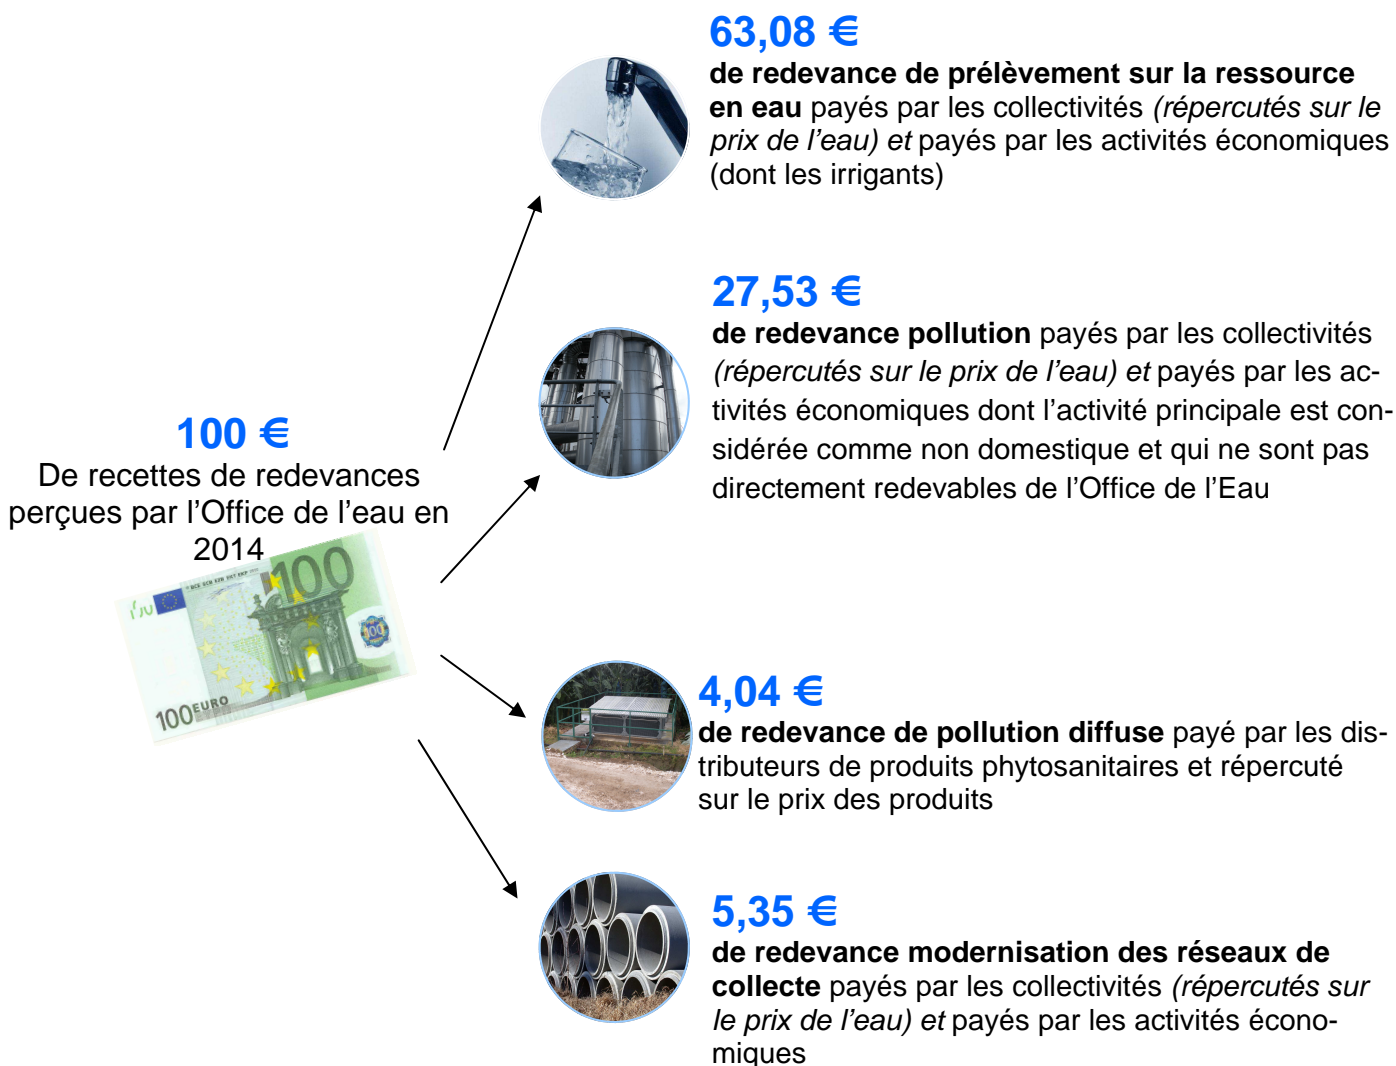 63,08 €
de redevance de prélèvement sur la ressource
en eau payés par les collectivités (répercutés sur le
prix de l'eau) et payés par les activités économiques
(dont les irrigants)
27,53 €
de redevance pollution payés par les collectivités
(répercutés sur le prix de l'eau) et payés par les ac-
tivités économiques dont l'activité principale est con-
sidérée comme non domestique et qui ne sont pas
directement redevables de l'Office de l'Eau
100 €
De recettes de redevances
perçues par l'Office de l'eau en
2014
100
100
100 EURO
4,04 €
de redevance de pollution diffuse payé par les dis-
tributeurs de produits phytosanitaires et répercuté
sur le prix des produits
5,35 €
de redevance modernisation des réseaux de
collecte payés par les collectivités (répercutés sur
le prix de l'eau) et payés par les activités écono-
miques